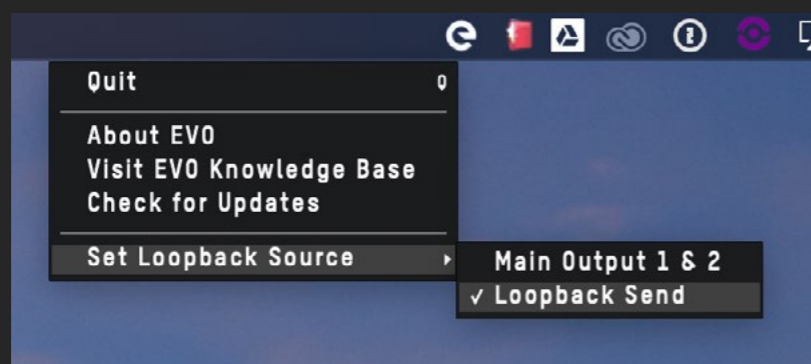 Quit Q
About EVO
Visit EVO Knowledge Base
Check for Updates
Set Loopback Source
Main Output 1 & 2
✓ Loopback Send